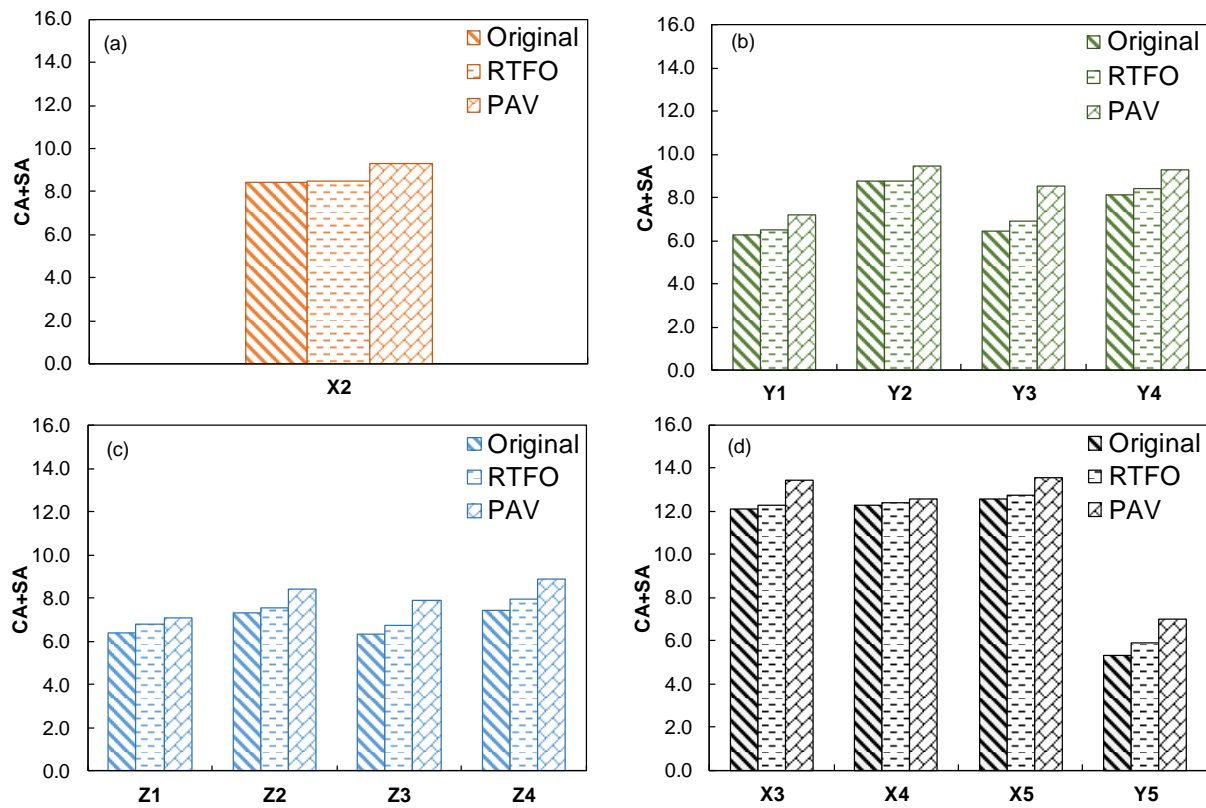 (a)
Original
RTFO
PAV
CA+SA
16.0
14.0
12.0
10.0
8.0
6.0
4.0
2.0
0.0
X2
(b)
Original
RTFO
PAV
CA+SA
16.0
14.0
12.0
10.0
8.0
6.0
4.0
2.0
0.0
Y1 Y2 Y3 Y4
(c)
Original
RTFO
PAV
CA+SA
16.0
14.0
12.0
10.0
8.0
6.0
4.0
2.0
0.0
Z1 Z2 Z3 Z4
(d)
Original
RTFO
PAV
CA+SA
16.0
14.0
12.0
10.0
8.0
6.0
4.0
2.0
0.0
X3 X4 X5 Y5